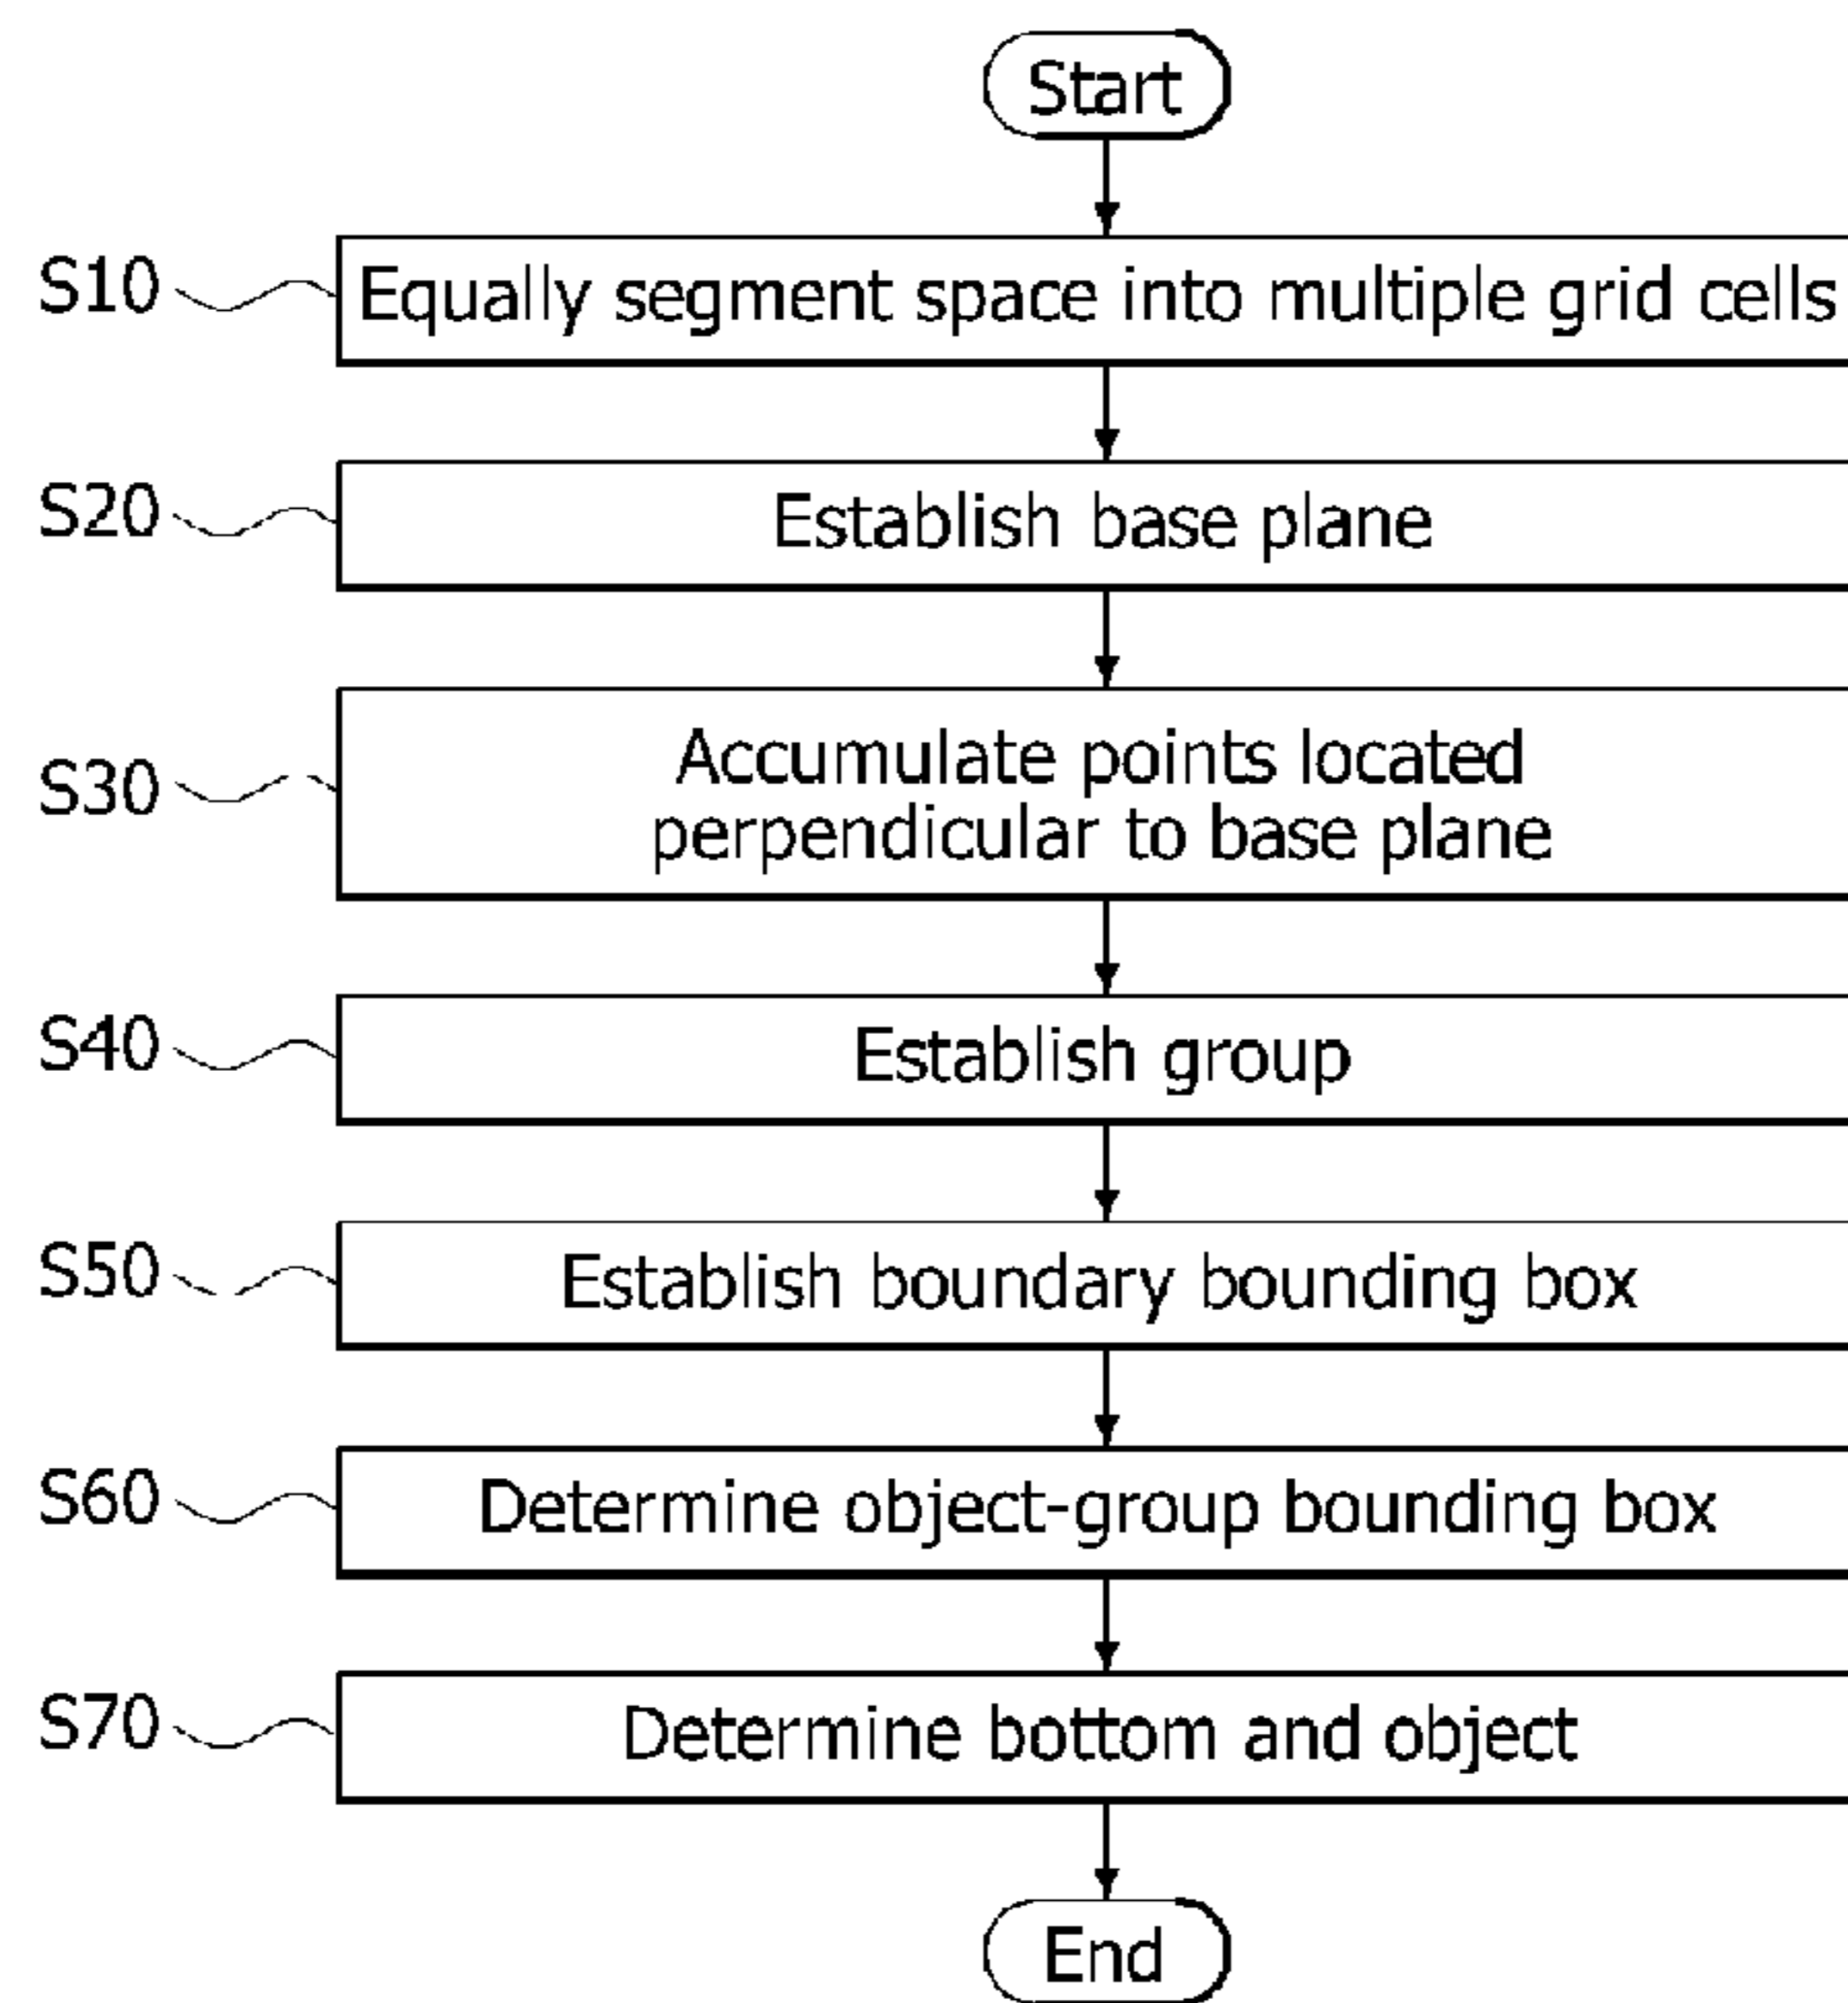 Start
S10
Equally segment space into multiple grid cells
S20
Establish base plane
S30
Accumulate points located
perpendicular to base plane
S40
Establish group
S50
Establish boundary bounding box
S60
Determine object-group bounding box
S70
Determine bottom and object
End